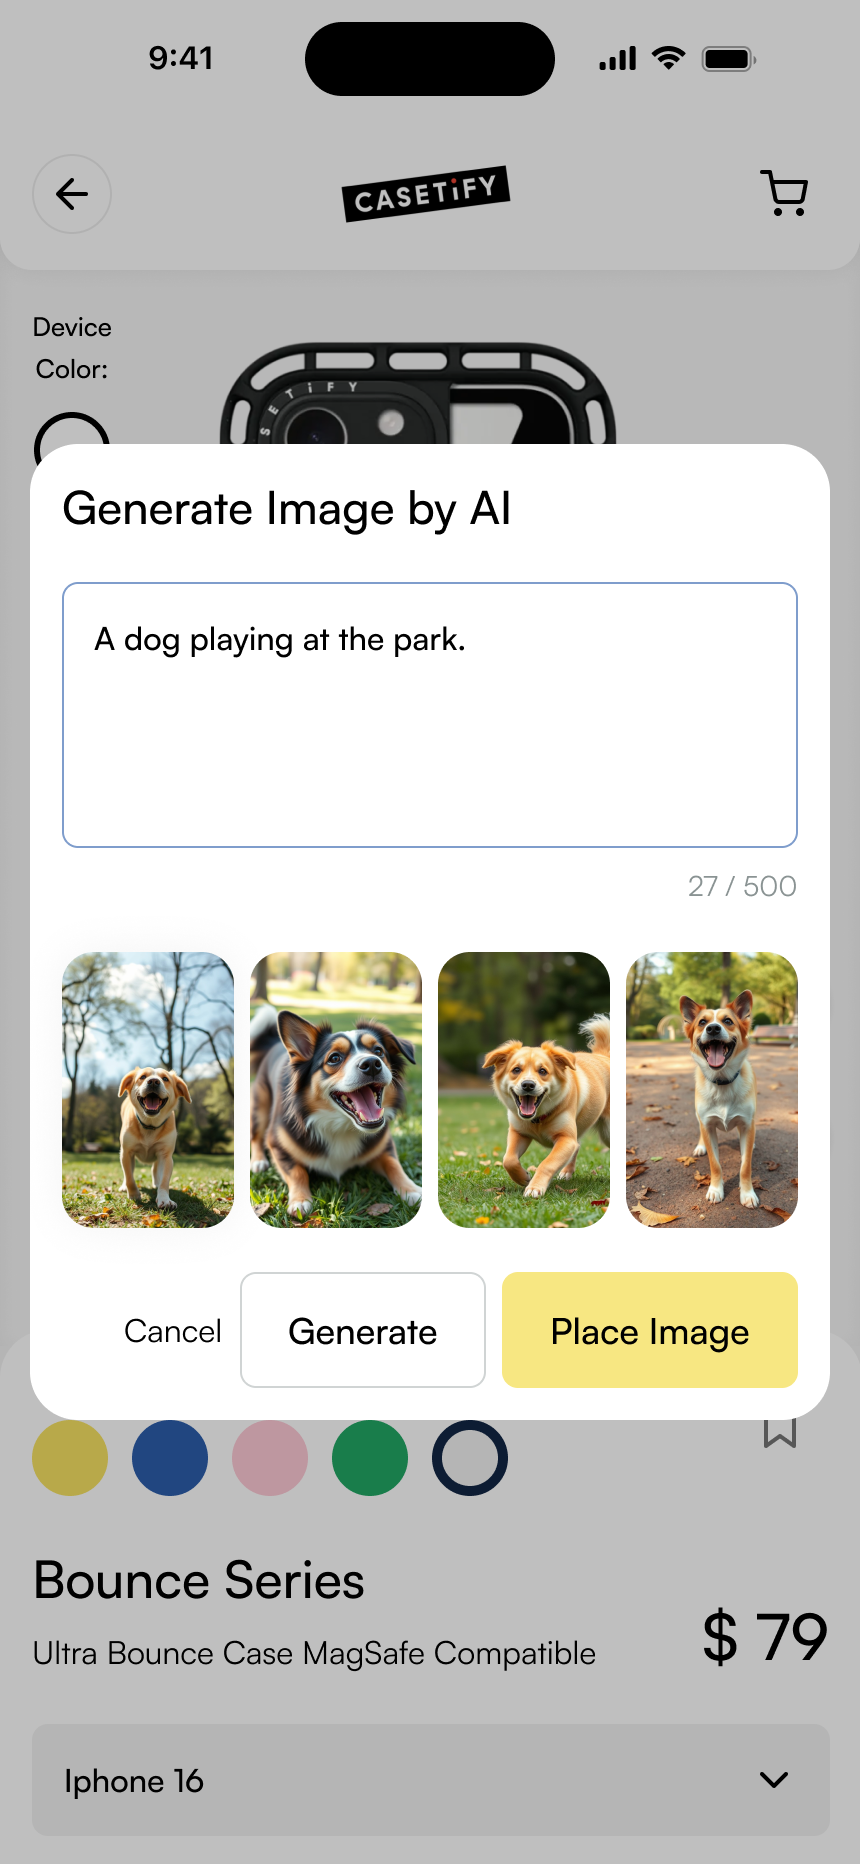 9:41
CASETiFY
Device
Color:
SETiFY
Generate Image by AI
A dog playing at the park.
27 / 500
Cancel
Generate
Place Image
Bounce Series
Ultra Bounce Case MagSafe Compatible
$ 79
Iphone 16